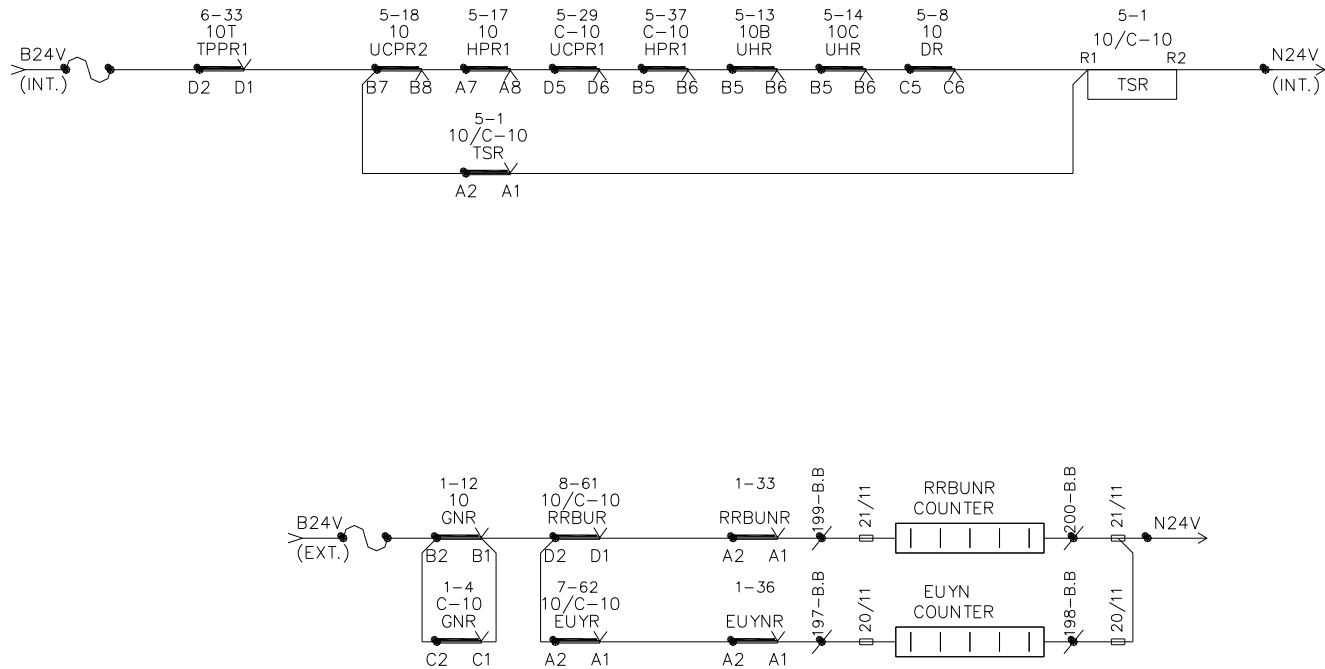 6-33 5-18 5-17 5-29 5-37 5-13 5-14 5-8 5-1
10T 10 10 C-10 C-10 10B 10C 10 10/C-10
TPPR1 UCPR2 HPR1 UCPR1 HPR1 UHR UHR DR
B24V R1 R2 N24V
(INT.) D2 D1 B7 B8 A7 A8 D5 D6 B5 B6 B5 B6 B5 B6 C5 C6 TSR (INT.)
5-1
10/C-10
TSR
A2 A1
1-12 8-61 1-33
10 10/C-10 RRBUNR
GNR RRBUR RRBUNR COUNTER
B24V 199-B.B 21/11 200-B.B 21/11 N24V
(EXT.) B2 B1 D2 D1 A2 A1
1-4 7-62 1-36
C-10 10/C-10 EUYN
GNR EUYR EUYNR COUNTER
197-B.B 20/11 198-B.B 20/11
C2 C1 A2 A1 A2 A1